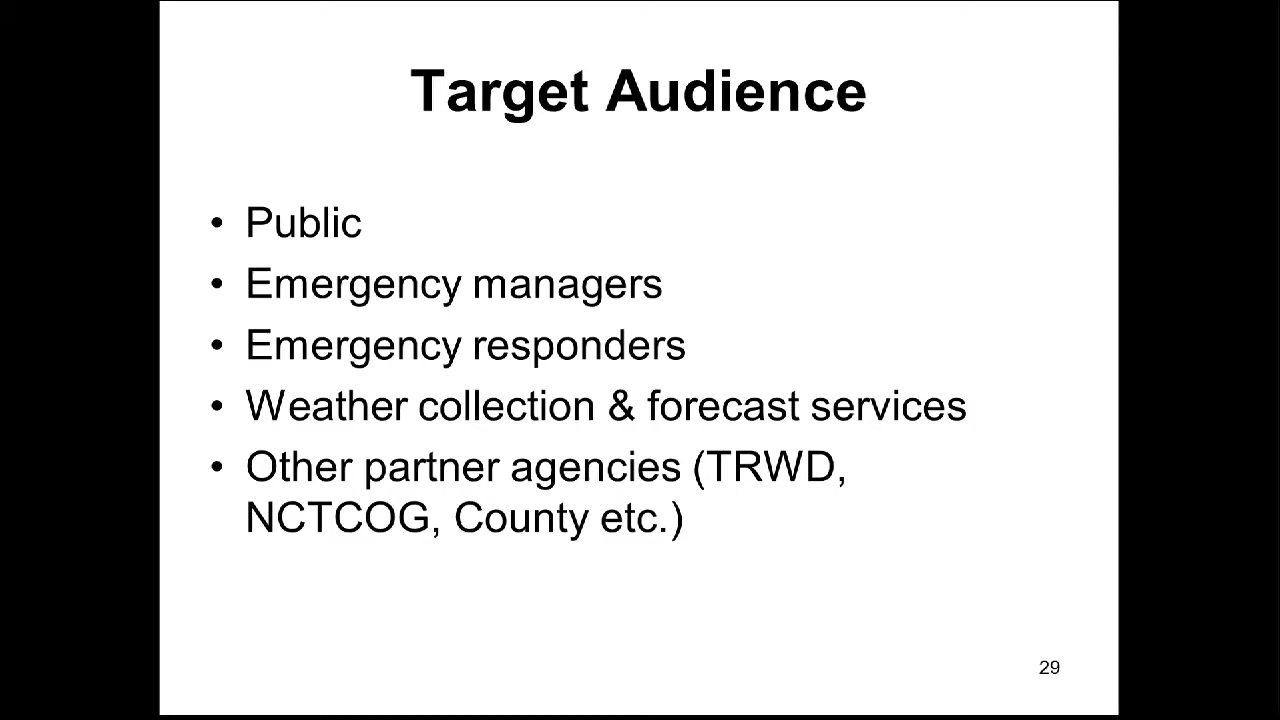 Target Audience
• Public
• Emergency managers
• Emergency responders
• Weather collection & forecast services
• Other partner agencies (TRWD,
NCTCOG, County etc.)
29